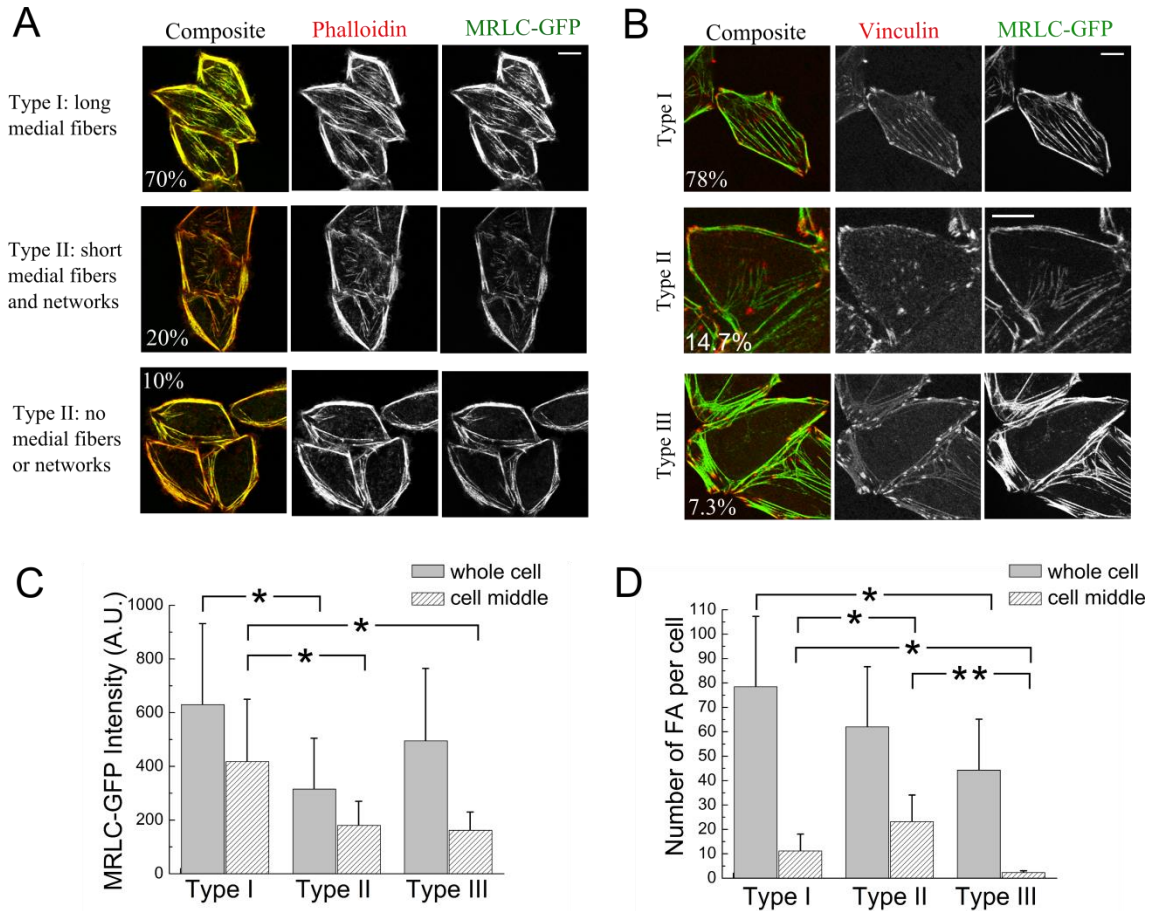 A
Composite
Phalloidin
MRLC-GFP
Type I: long
medial fibers
70%
Type II: short
medial fibers
and networks
20%
Type II: no
medial fibers
or networks
10%
B
Composite
Vinculin
MRLC-GFP
Type I
78%
Type II
14.7%
Type III
7.3%
C
whole cell
cell middle
MRLC-GFP Intensity (A.U.)
1000
800
600
400
200
0
*
*
*
Type I
Type II
Type III
D
whole cell
cell middle
Number of FA per cell
110
100
90
80
70
60
50
40
30
20
10
0
*
*
*
**
Type I
Type II
Type III